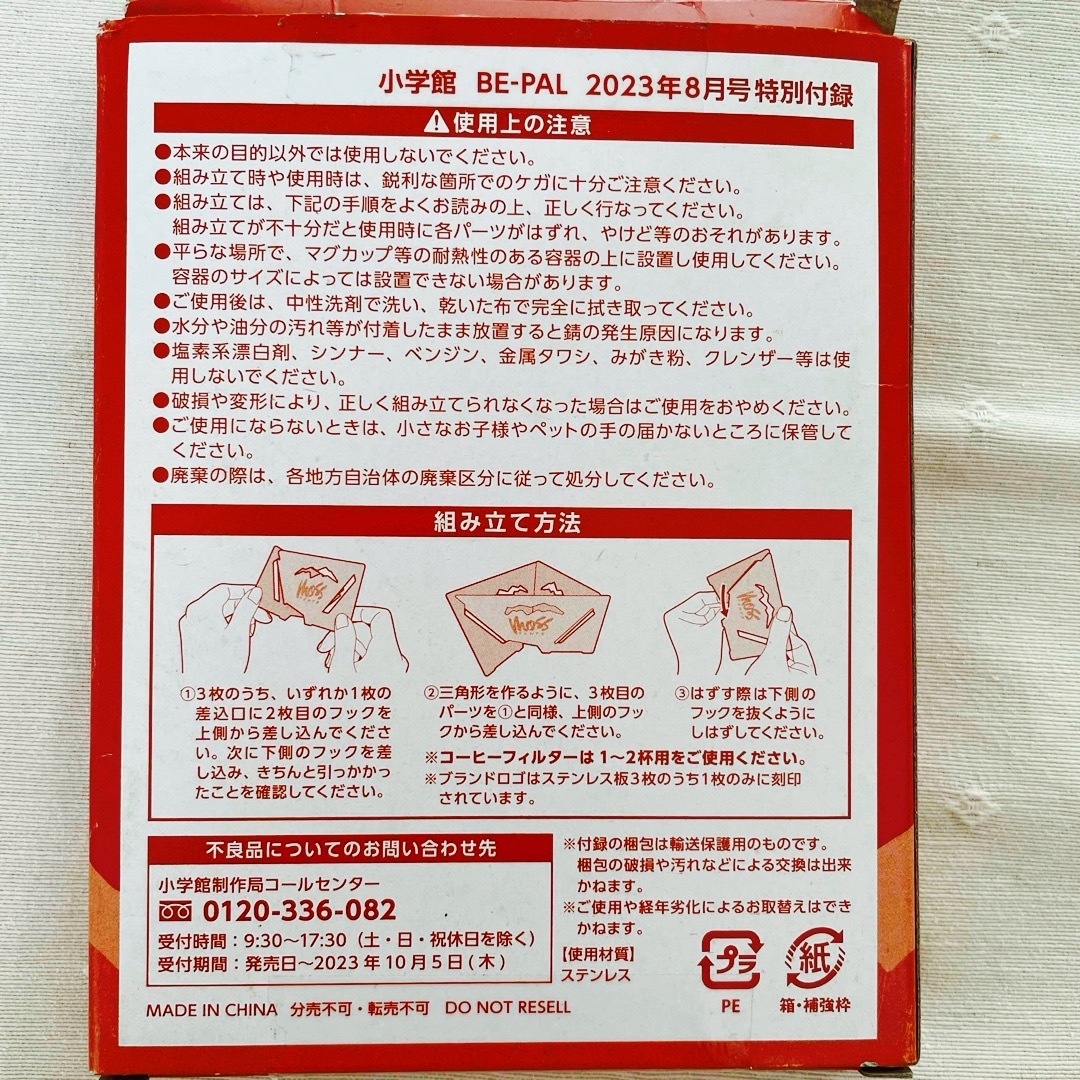 小学館 BE-PAL 2023年8月号特別付録
⚠使用上の注意
●本来の目的以外では使用しないでください。
●組み立て時や使用時は、鋭利な箇所でのケガに十分ご注意ください。
●組み立ては、下記の手順をよくお読みの上、正しく行なってください。
組み立てが不十分だと使用時に各パーツがはずれ、やけど等のおそれがあります。
●平らな場所で、マグカップ等の耐熱性のある容器の上に設置し使用してください。
容器のサイズによっては設置できない場合があります。
●ご使用後は、中性洗剤で洗い、乾いた布で完全に拭き取ってください。
●水分や油分の汚れ等が付着したまま放置すると錆の発生原因になります。
●塩素系漂白剤、シンナー、ベンジン、金属タワシ、みがき粉、クレンザー等は使
用しないでください。
●破損や変形により、正しく組み立てられなくなった場合はご使用をおやめください。
●ご使用にならないときは、小さなお子様やペットの手の届かないところに保管して
ください。
●廃棄の際は、各地方自治体の廃棄区分に従って処分してください。
組み立て方法
moss
moss
moss
①3枚のうち、いずれか1枚の
差込口に2枚目のフックを
上側から差し込んでくださ
い。次に下側のフックを差
し込み、きちんと引っかかっ
たことを確認してください。
②三角形を作るように、3枚目の
パーツを①と同様、上側のフッ
クから差し込んでください。
③はずす際は下側の
フックを抜くように
しはずしてください。
※コーヒーフィルターは1〜2杯用をご使用ください。
※ブランドロゴはステンレス板3枚のうち1枚のみに刻印
されています。
不良品についてのお問い合わせ先
小学館制作局コールセンター
0120-336-082
受付時間：9:30〜17:30（土・日・祝休日を除く）
受付期間：発売日〜2023年10月5日(木)
※付録の梱包は輸送保護用のものです。
梱包の破損や汚れなどによる交換は出来
かねます。
※ご使用や経年劣化によるお取替えはでき
かねます。
【使用材質】
ステンレス
プラ
PE
紙
箱・補強枠
MADE IN CHINA 分売不可・転売不可 DO NOT RESELL